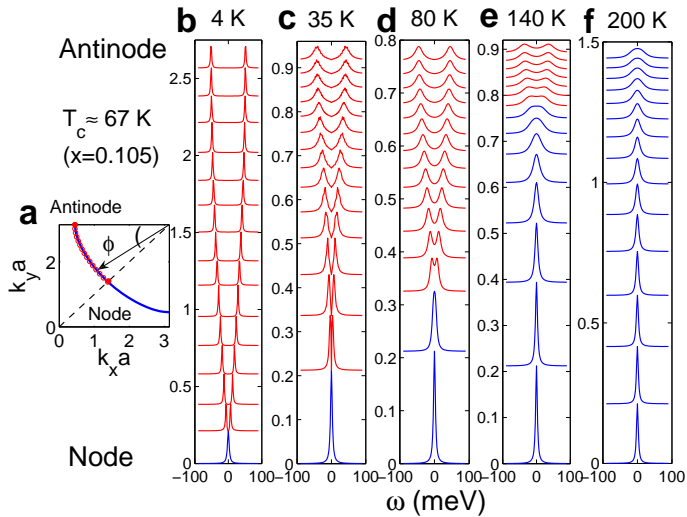 b 4 K
c 35 K
d 80 K
e 140 K
f 200 K
Antinode
T_c ≈ 67 K
(x=0.105)
a
Antinode
ϕ
Node
k_y a
2
0
0 1 2 3
k_x a
Node
2.5
2
1.5
1
0.5
0
−100 0 100
0.9
0.8
0.7
0.6
0.5
0.4
0.3
0.2
0.1
0
−100 0 100
0.8
0.7
0.6
0.5
0.4
0.3
0.2
0.1
0
−100 0 100
0.9
0.8
0.7
0.6
0.5
0.4
0.3
0.2
0.1
0
−100 0 100
1.5
1
0.5
0
−100 0 100
ω (meV)